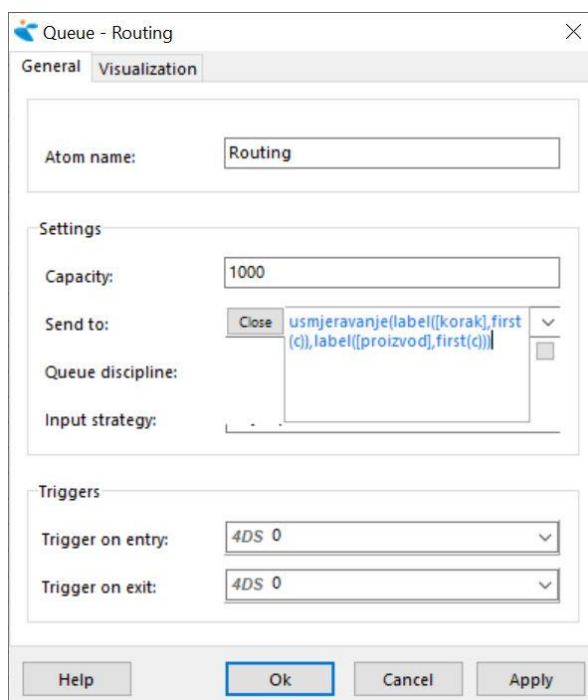 Queue - Routing
General Visualization
Atom name: Routing
Settings
Capacity: 1000
Send to: Close usmjeravanje(label([korak],first
(c)),label([proizvod],first(c)))
Queue discipline:
Input strategy:
Triggers
Trigger on entry: 4DS 0
Trigger on exit: 4DS 0
Help Ok Cancel Apply